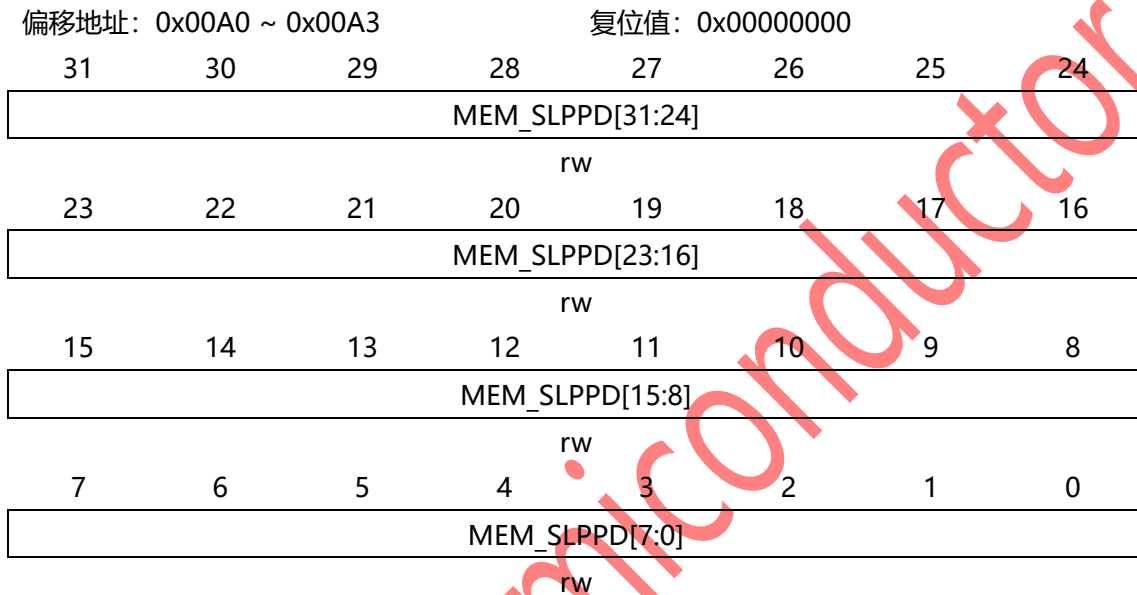 偏移地址：0x00A0 ~ 0x00A3 复位值：0x00000000
31 30 29 28 27 26 25 24
MEM_SLPPD[31:24]
rw
23 22 21 20 19 18 17 16
MEM_SLPPD[23:16]
rw
15 14 13 12 11 10 9 8
MEM_SLPPD[15:8]
rw
7 6 5 4 3 2 1 0
MEM_SLPPD[7:0]
rw
miconductor